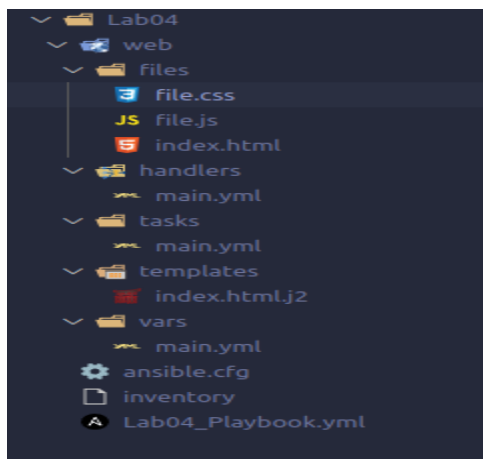 Lab04
web
files
file.css
JS file.js
index.html
handlers
main.yml
tasks
main.yml
templates
index.html.j2
vars
main.yml
ansible.cfg
inventory
A Lab04_Playbook.yml